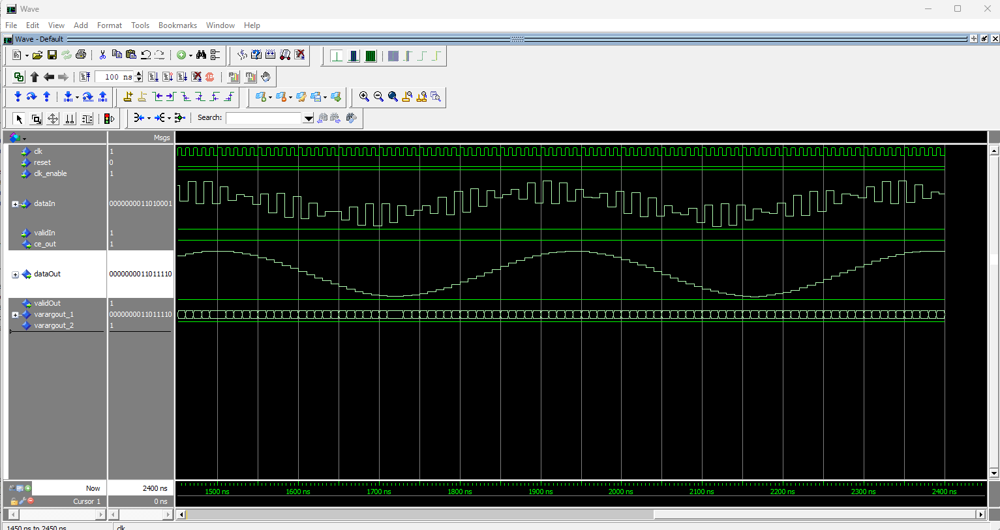 Wave
File Edit View Add Format Tools Bookmarks Window Help
Wave - Default
100 ns
Search:
Msgs
clk 1
reset 0
clk_enable 1
dataIn 0000000011010001
validIn 1
ce_out 1
dataOut 0000000011011110
validOut 1
varargout_1 0000000011011110
varargout_2 1
Now 2400 ns
Cursor 1 0 ns
1500 ns 1600 ns 1700 ns 1800 ns 1900 ns 2000 ns 2100 ns 2200 ns 2300 ns 2400 ns
1450 ns to 2450 ns clk